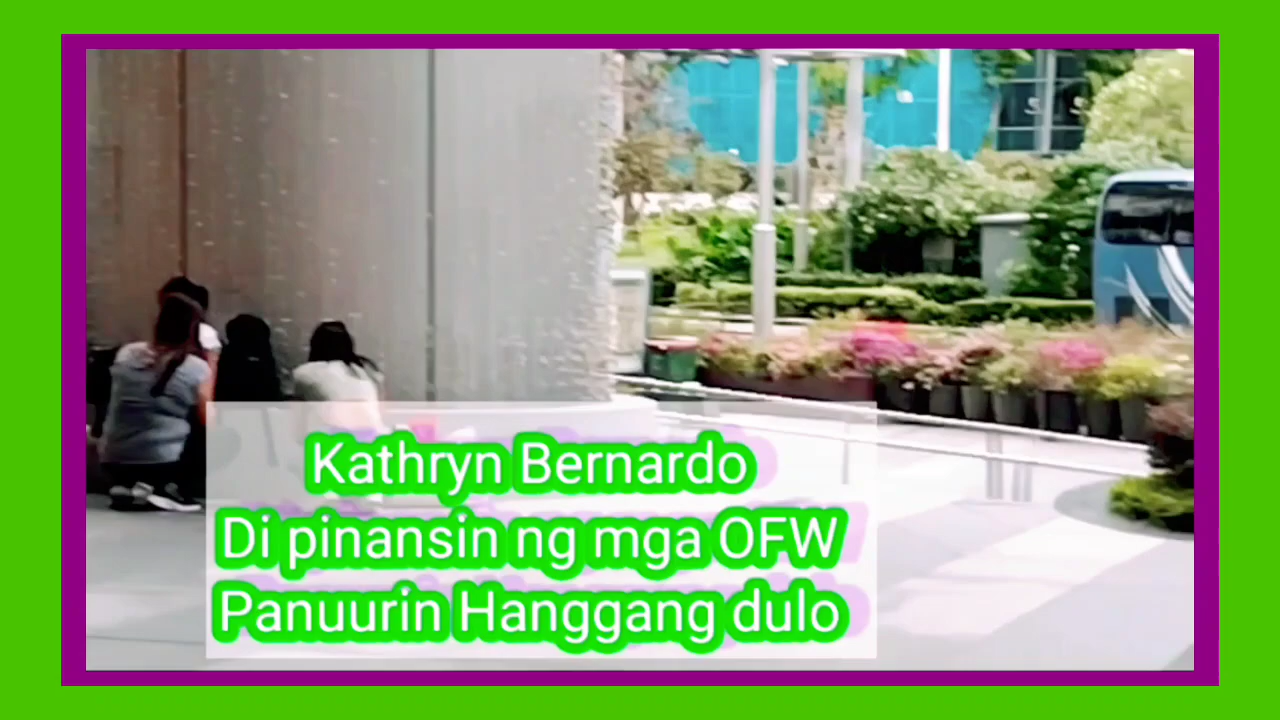 Kathryn Bernardo
Di pinansin ng mga OFW
Panuurin Hanggang dulo